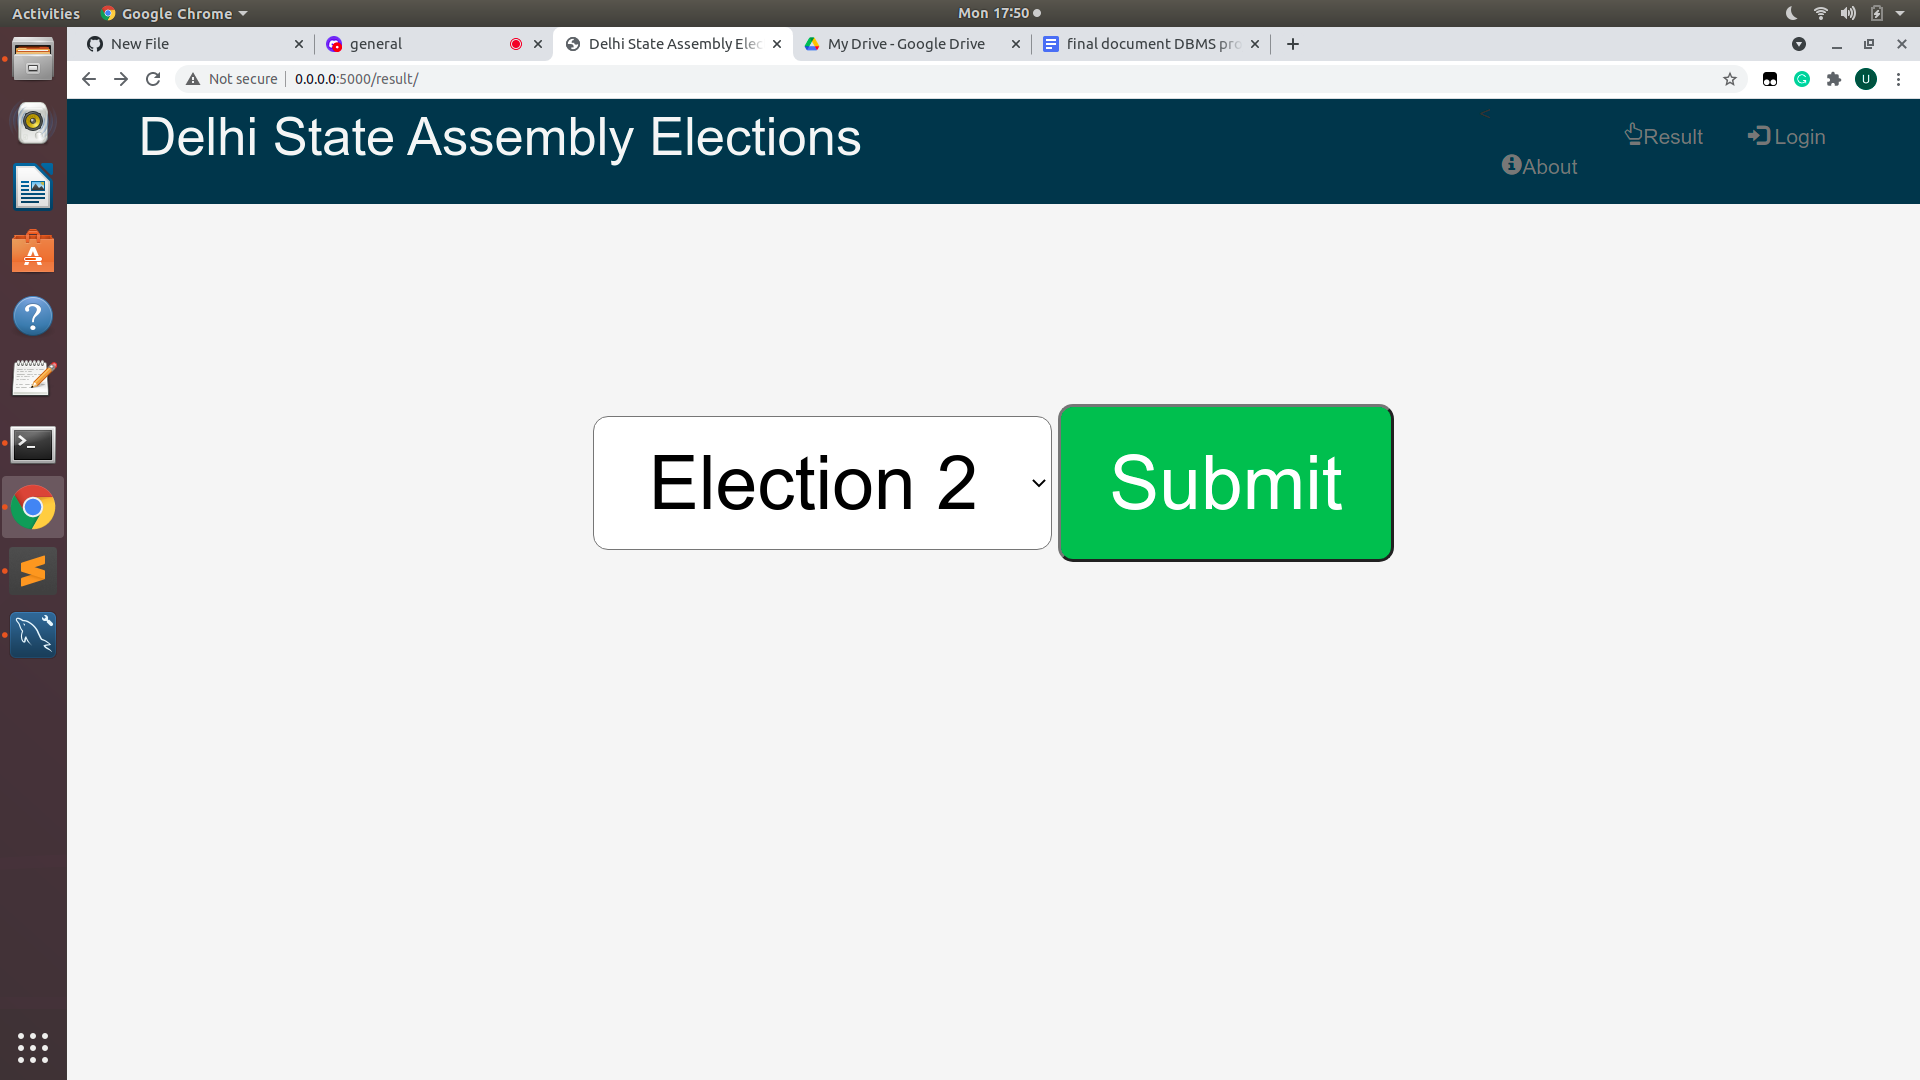 Activities Google Chrome Mon 17:50
New File general Delhi State Assembly Elec My Drive - Google Drive final document DBMS pro
Not secure 0.0.0.0:5000/result/ U
Delhi State Assembly Elections
<
Result Login
About
Election 2 Submit